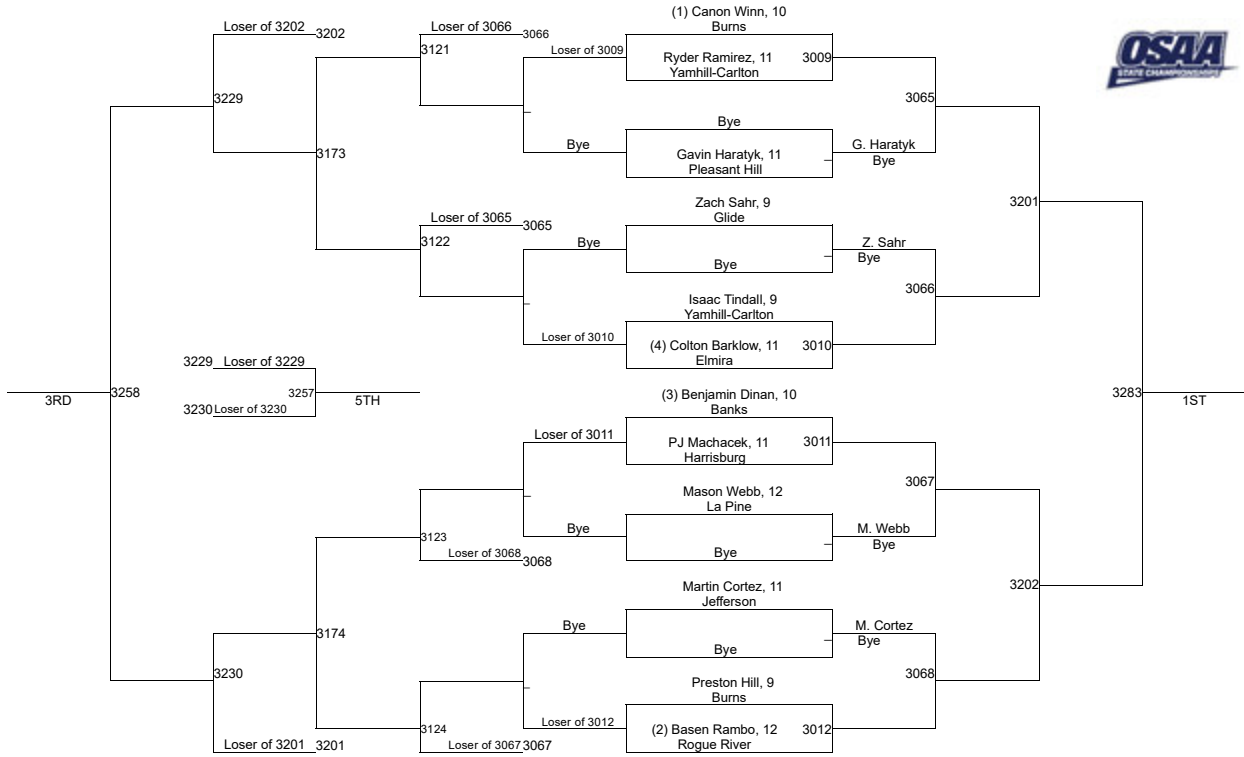 (1) Canon Winn, 10
Burns
Loser of 3202 3202
Loser of 3066 3066
3121
Loser of 3009
Ryder Ramirez, 11 3009
Yamhill-Carlton
OSAA
STATE CHAMPIONSHIPS
3229
3065
Bye
Bye
G. Haratyk
Bye
Gavin Haratyk, 11
Pleasant Hill
3173
Zach Sahr, 9
Glide
3201
Loser of 3065 3065
3122
Bye
Z. Sahr
Bye
Bye
3066
Isaac Tindall, 9
Yamhill-Carlton
Loser of 3010
(4) Colton Barklow, 11 3010
Elmira
3229 Loser of 3229
3258
3257
3RD
5TH
3230 Loser of 3230
3283
1ST
(3) Benjamin Dinan, 10
Banks
Loser of 3011
PJ Machacek, 11 3011
Harrisburg
3067
Mason Webb, 12
La Pine
Bye
M. Webb
Bye
Bye
3123
Loser of 3068 3068
3202
Martin Cortez, 11
Jefferson
Bye
M. Cortez
Bye
Bye
3174
3230
3068
Preston Hill, 9
Burns
Loser of 3012
(2) Basen Rambo, 12 3012
Rogue River
3124
Loser of 3201 3201
Loser of 3067 3067